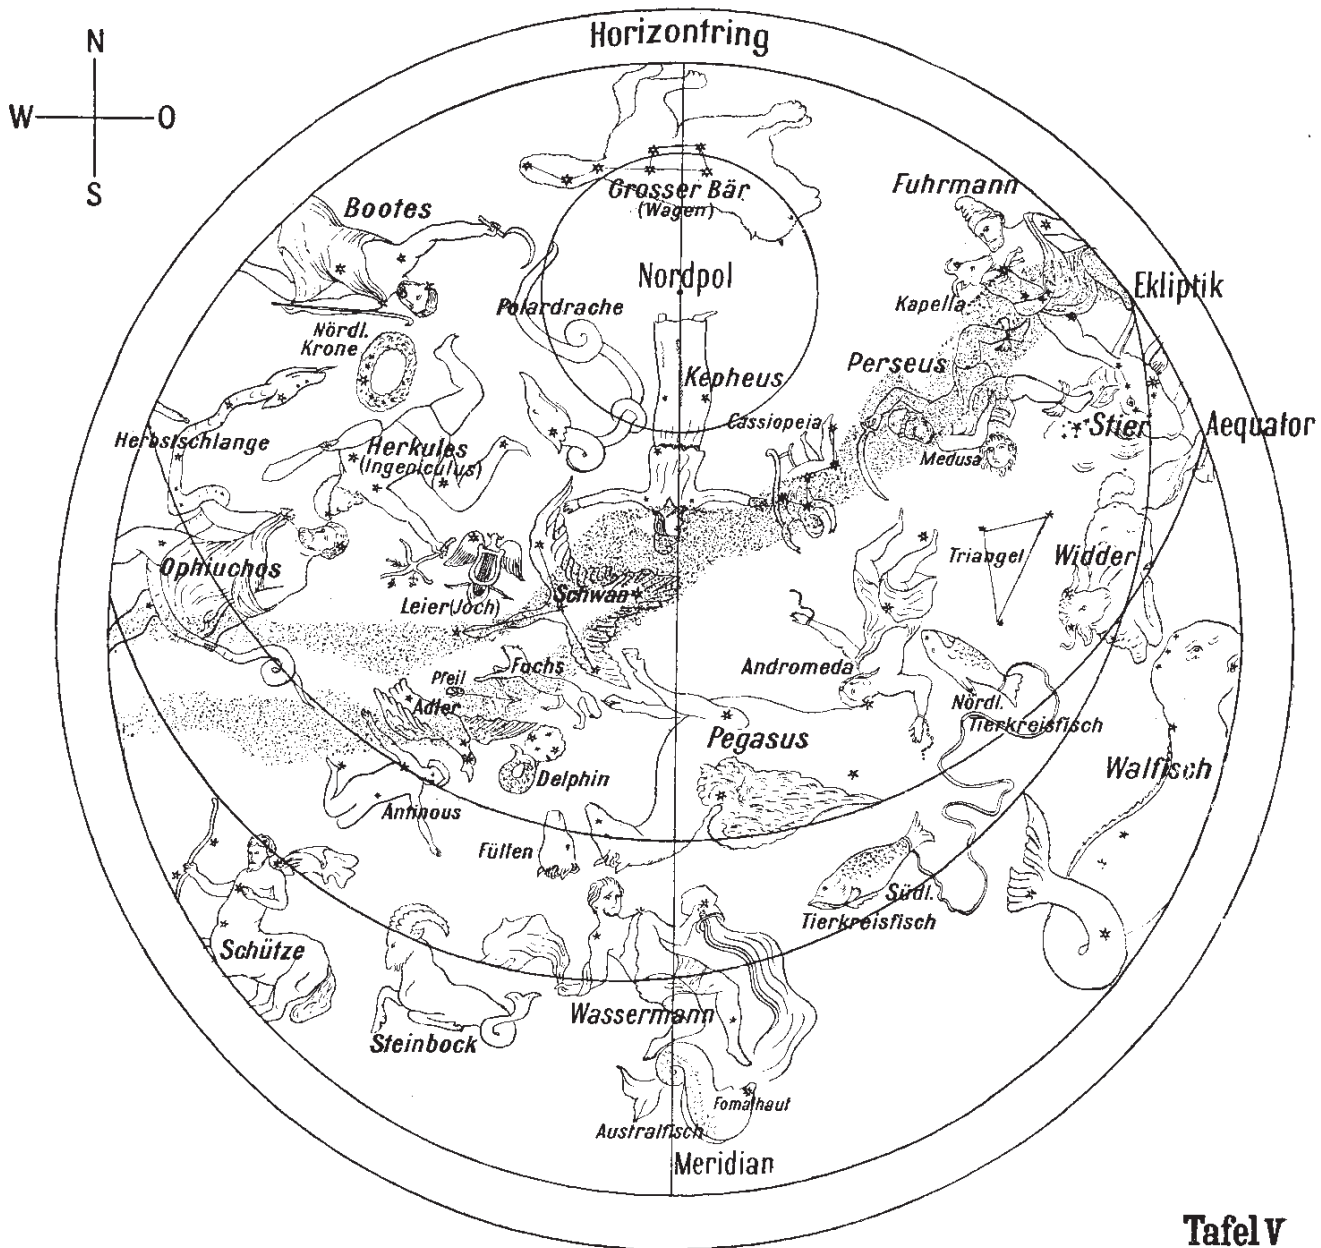 Horizontring
N
W O
S
Grosser Bär
(Wagen)
Fuhrmann
Bootes
Nordpol
Ekliptik
Polardrache
Kapella
Nördl.
Krone
Perseus
Kepheus
Cassiopeia
Stier
Aequator
Herbstschlange
Herkules
(Ingeniculus)
Medusa
Triangel
Widder
Ophiuchos
Leier (Joch)
Schwan
Fuchs
Andromeda
Pfeil
Adler
Nördl.
Tierkreisfisch
Pegasus
Walfisch
Delphin
Antinous
Füllen
Südl.
Tierkreisfisch
Schütze
Wassermann
Steinbock
Fomalhaut
Australfisch
Meridian
Tafel V